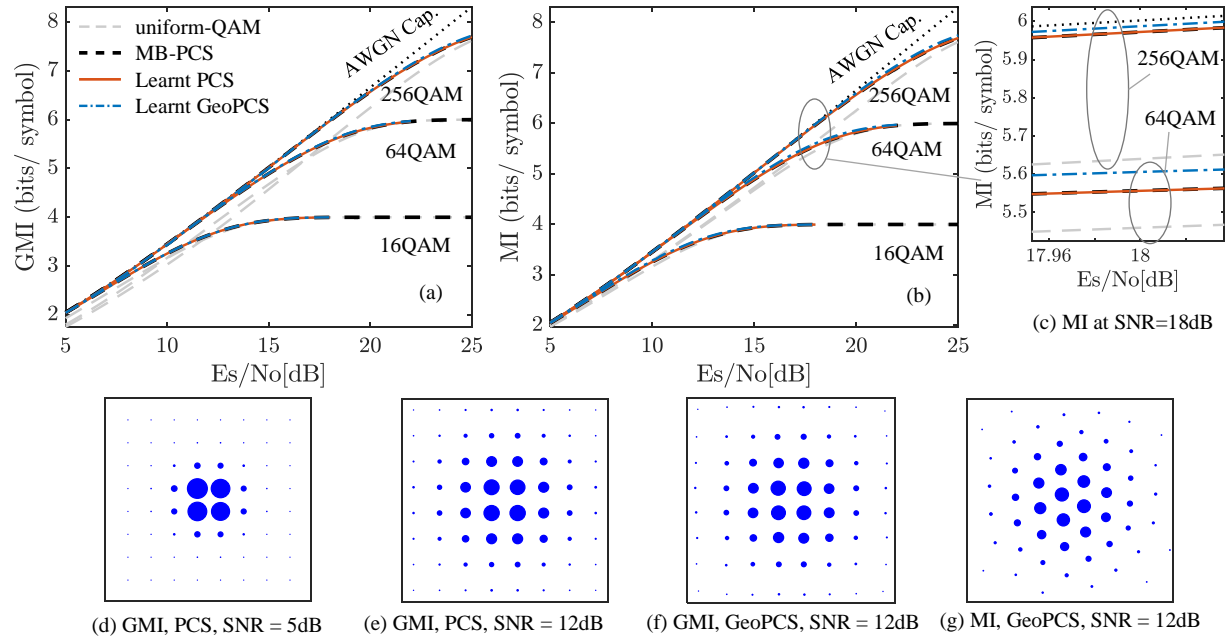 uniform-QAM
MB-PCS
Learnt PCS
Learnt GeoPCS
AWGN Cap.
256QAM
64QAM
16QAM
(a)
GMI (bits/ symbol)
8
7
6
5
4
3
2
5 10 15 20 25
Es/No[dB]
AWGN Cap.
256QAM
64QAM
16QAM
(b)
MI (bits/ symbol)
8
7
6
5
4
3
2
5 10 15 20 25
Es/No[dB]
256QAM
64QAM
MI (bits/ symbol)
6
5.9
5.8
5.7
5.6
5.5
17.96 18
Es/No[dB]
(c) MI at SNR=18dB
(d) GMI, PCS, SNR = 5dB
(e) GMI, PCS, SNR = 12dB
(f) GMI, GeoPCS, SNR = 12dB
(g) MI, GeoPCS, SNR = 12dB